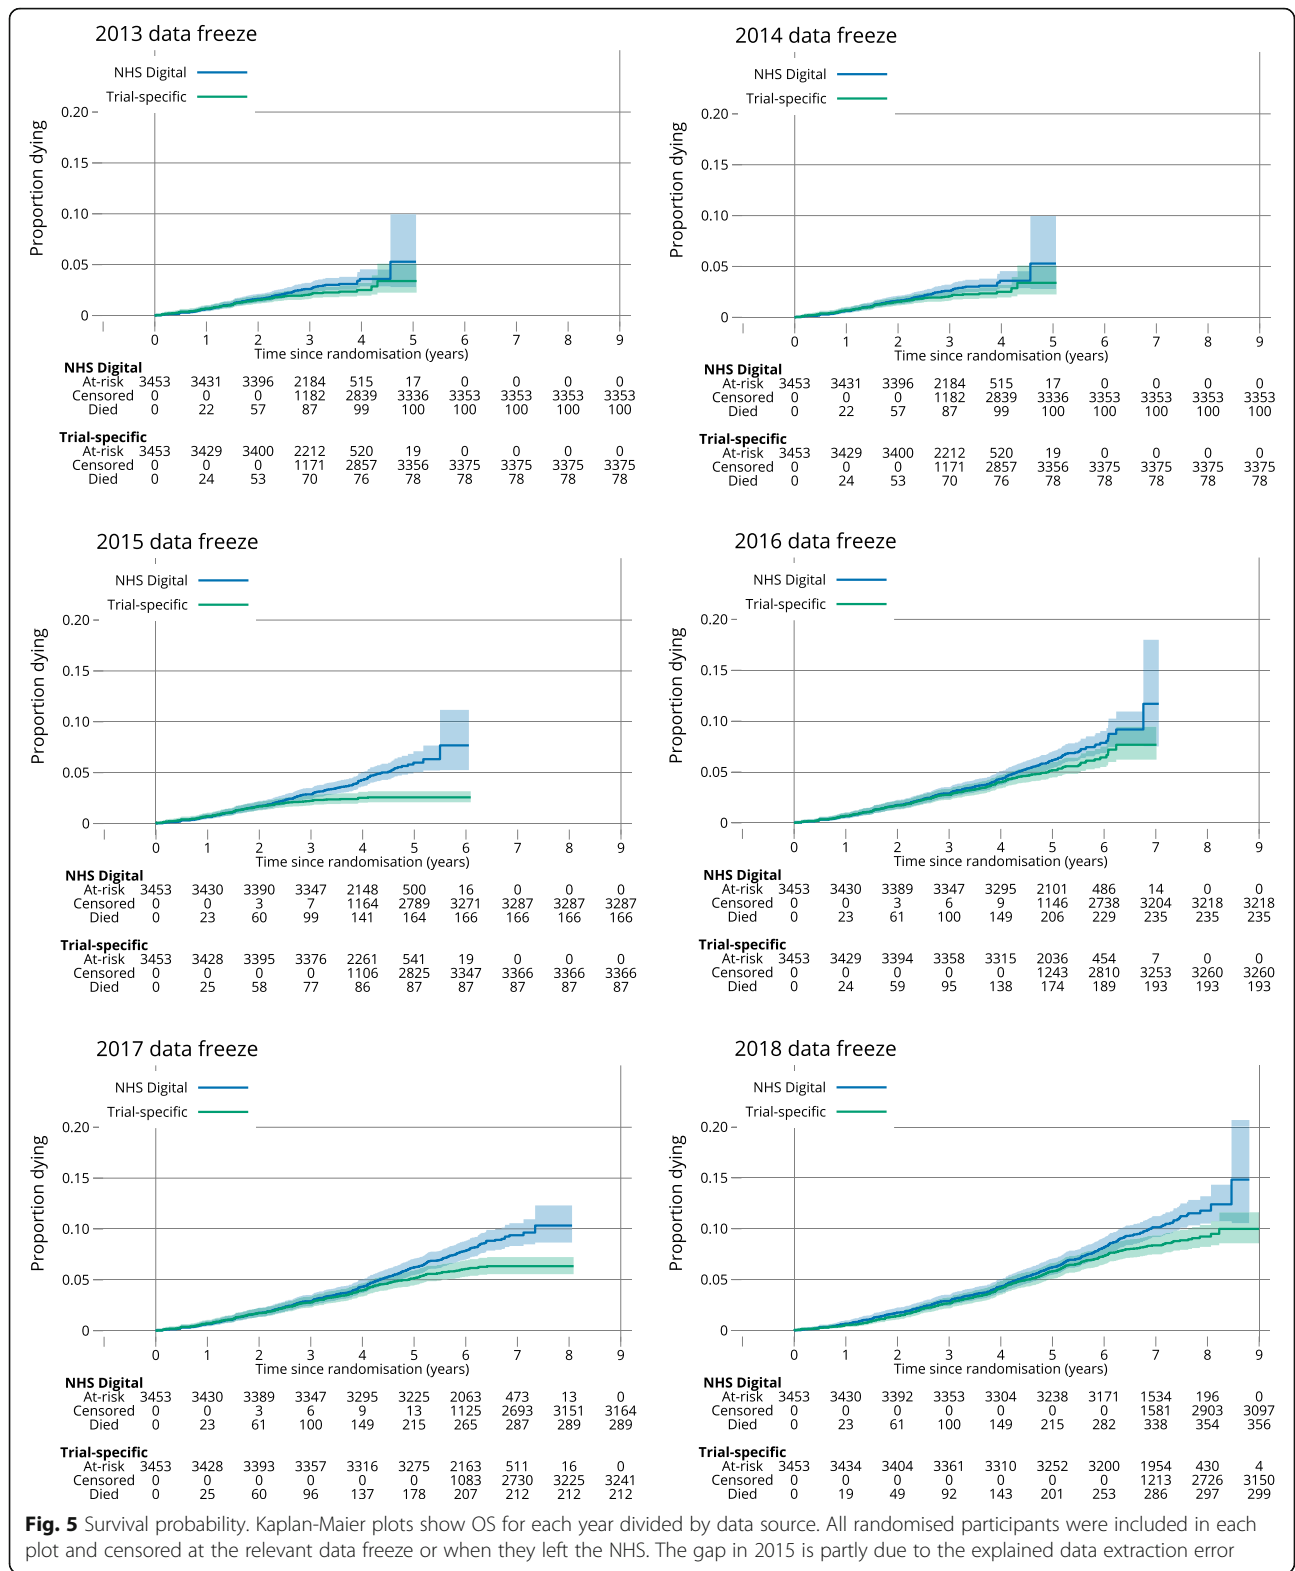 2013 data freeze
NHS Digital
Trial-specific
Proportion dying
0.20
0.15
0.10
0.05
0
0 1 2 3 4 5 6 7 8 9
Time since randomisation (years)
NHS Digital
At-risk 3453 3431 3396 2184 515 17 0 0 0 0
Censored 0 0 0 1182 2839 3336 3353 3353 3353 3353
Died 0 22 57 87 99 100 100 100 100 100
Trial-specific
At-risk 3453 3429 3400 2212 520 19 0 0 0 0
Censored 0 0 0 1171 2857 3356 3375 3375 3375 3375
Died 0 24 53 70 76 78 78 78 78 78
2014 data freeze
NHS Digital
Trial-specific
Proportion dying
0.20
0.15
0.10
0.05
0
0 1 2 3 4 5 6 7 8 9
Time since randomisation (years)
NHS Digital
At-risk 3453 3431 3396 2184 515 17 0 0 0 0
Censored 0 0 0 1182 2839 3336 3353 3353 3353 3353
Died 0 22 57 87 99 100 100 100 100 100
Trial-specific
At-risk 3453 3429 3400 2212 520 19 0 0 0 0
Censored 0 0 0 1171 2857 3356 3375 3375 3375 3375
Died 0 24 53 70 76 78 78 78 78 78
2015 data freeze
NHS Digital
Trial-specific
Proportion dying
0.20
0.15
0.10
0.05
0
0 1 2 3 4 5 6 7 8 9
Time since randomisation (years)
NHS Digital
At-risk 3453 3430 3390 3347 2148 500 16 0 0 0
Censored 0 0 3 7 1164 2789 3271 3287 3287 3287
Died 0 23 60 99 141 164 166 166 166 166
Trial-specific
At-risk 3453 3428 3395 3376 2261 541 19 0 0 0
Censored 0 0 0 0 1106 2825 3347 3366 3366 3366
Died 0 25 58 77 86 87 87 87 87 87
2016 data freeze
NHS Digital
Trial-specific
Proportion dying
0.20
0.15
0.10
0.05
0
0 1 2 3 4 5 6 7 8 9
Time since randomisation (years)
NHS Digital
At-risk 3453 3430 3389 3347 3295 2101 486 14 0 0
Censored 0 0 3 6 9 1146 2738 3204 3218 3218
Died 0 23 61 100 149 206 229 235 235 235
Trial-specific
At-risk 3453 3429 3394 3358 3315 2036 454 7 0 0
Censored 0 0 0 0 0 1243 2810 3253 3260 3260
Died 0 24 59 95 138 174 189 193 193 193
2017 data freeze
NHS Digital
Trial-specific
Proportion dying
0.20
0.15
0.10
0.05
0
0 1 2 3 4 5 6 7 8 9
Time since randomisation (years)
NHS Digital
At-risk 3453 3430 3389 3347 3295 3225 2063 473 13 0
Censored 0 0 3 6 9 13 1125 2693 3151 3164
Died 0 23 61 100 149 215 265 287 289 289
Trial-specific
At-risk 3453 3428 3393 3357 3316 3275 2163 511 16 0
Censored 0 0 0 0 0 0 1083 2730 3225 3241
Died 0 25 60 96 137 178 207 212 212 212
2018 data freeze
NHS Digital
Trial-specific
Proportion dying
0.20
0.15
0.10
0.05
0
0 1 2 3 4 5 6 7 8 9
Time since randomisation (years)
NHS Digital
At-risk 3453 3430 3392 3353 3304 3238 3171 1534 196 0
Censored 0 0 0 0 0 0 0 1581 2903 3097
Died 0 23 61 100 149 215 282 338 354 356
Trial-specific
At-risk 3453 3434 3404 3361 3310 3252 3200 1954 430 4
Censored 0 0 0 0 0 0 0 1213 2726 3150
Died 0 19 49 92 143 201 253 286 297 299
Fig. 5 Survival probability. Kaplan-Maier plots show OS for each year divided by data source. All randomised participants were included in each
plot and censored at the relevant data freeze or when they left the NHS. The gap in 2015 is partly due to the explained data extraction error